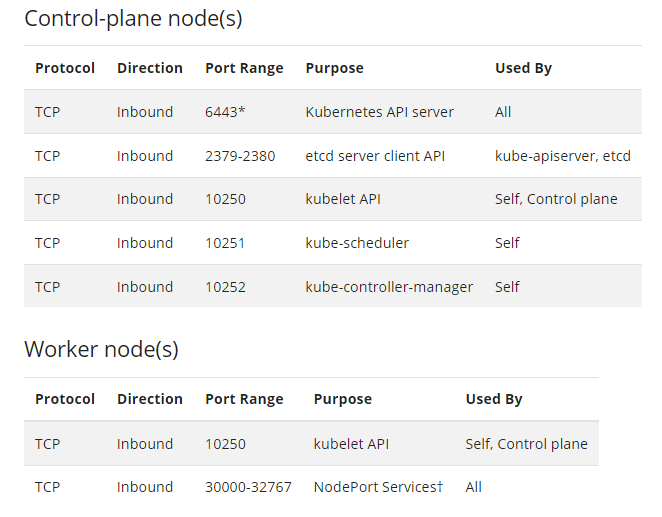 Control-plane node(s)
Protocol Direction Port Range Purpose Used By
TCP Inbound 6443* Kubernetes API server All
TCP Inbound 2379-2380 etcd server client API kube-apiserver, etcd
TCP Inbound 10250 kubelet API Self, Control plane
TCP Inbound 10251 kube-scheduler Self
TCP Inbound 10252 kube-controller-manager Self
Worker node(s)
Protocol Direction Port Range Purpose Used By
TCP Inbound 10250 kubelet API Self, Control plane
TCP Inbound 30000-32767 NodePort Services† All